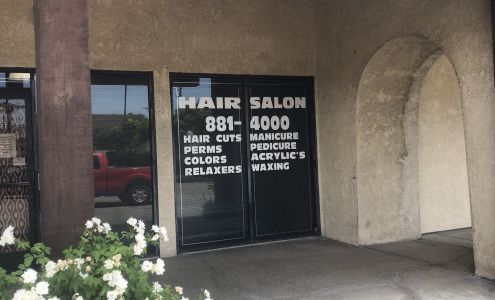 HAIR SALON
881-4000
HAIR CUTS MANICURE
PERMS PEDICURE
COLORS ACRYLIC'S
RELAXERS WAXING